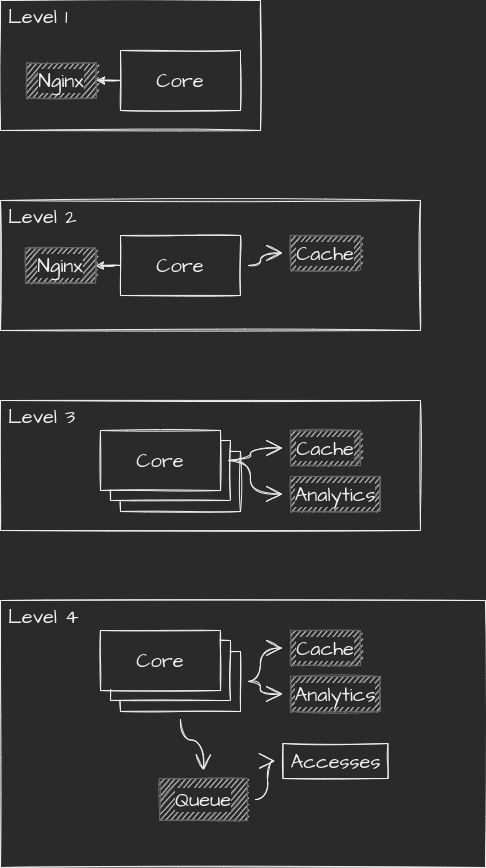 Level 1
Nginx
Core
Level 2
Nginx
Core
Cache
Level 3
Core
Cache
Analytics
Level 4
Core
Cache
Analytics
Queue
Accesses